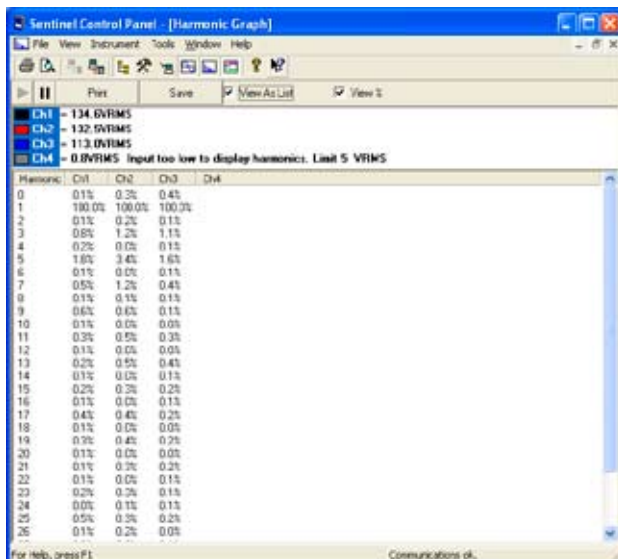 Sentinel Control Panel - [Harmonic Graph]
File View Instrument Tools Window Help
Print Save View As List View %
Ch1 = 134.6VRMS
Ch2 = 132.5VRMS
Ch3 = 113.0VRMS
Ch4 = 0.8VRMS Input too low to display harmonics. Limit 5 VRMS
Harmonic Ch1 Ch2 Ch3 Ch4
0 0.1% 0.3% 0.4%
1 100.0% 100.0% 100.0%
2 0.1% 0.2% 0.1%
3 0.8% 1.2% 1.1%
4 0.2% 0.0% 0.1%
5 1.8% 3.4% 1.6%
6 0.1% 0.0% 0.1%
7 0.5% 1.2% 0.4%
8 0.1% 0.1% 0.1%
9 0.6% 0.6% 0.1%
10 0.1% 0.0% 0.0%
11 0.3% 0.5% 0.3%
12 0.1% 0.0% 0.0%
13 0.2% 0.5% 0.4%
14 0.1% 0.0% 0.1%
15 0.2% 0.3% 0.2%
16 0.1% 0.0% 0.1%
17 0.4% 0.4% 0.2%
18 0.1% 0.0% 0.0%
19 0.3% 0.4% 0.2%
20 0.1% 0.0% 0.0%
21 0.1% 0.3% 0.2%
22 0.1% 0.0% 0.1%
23 0.2% 0.3% 0.1%
24 0.0% 0.1% 0.1%
25 0.5% 0.3% 0.2%
26 0.1% 0.2% 0.0%
For Help, press F1 Communications ok.